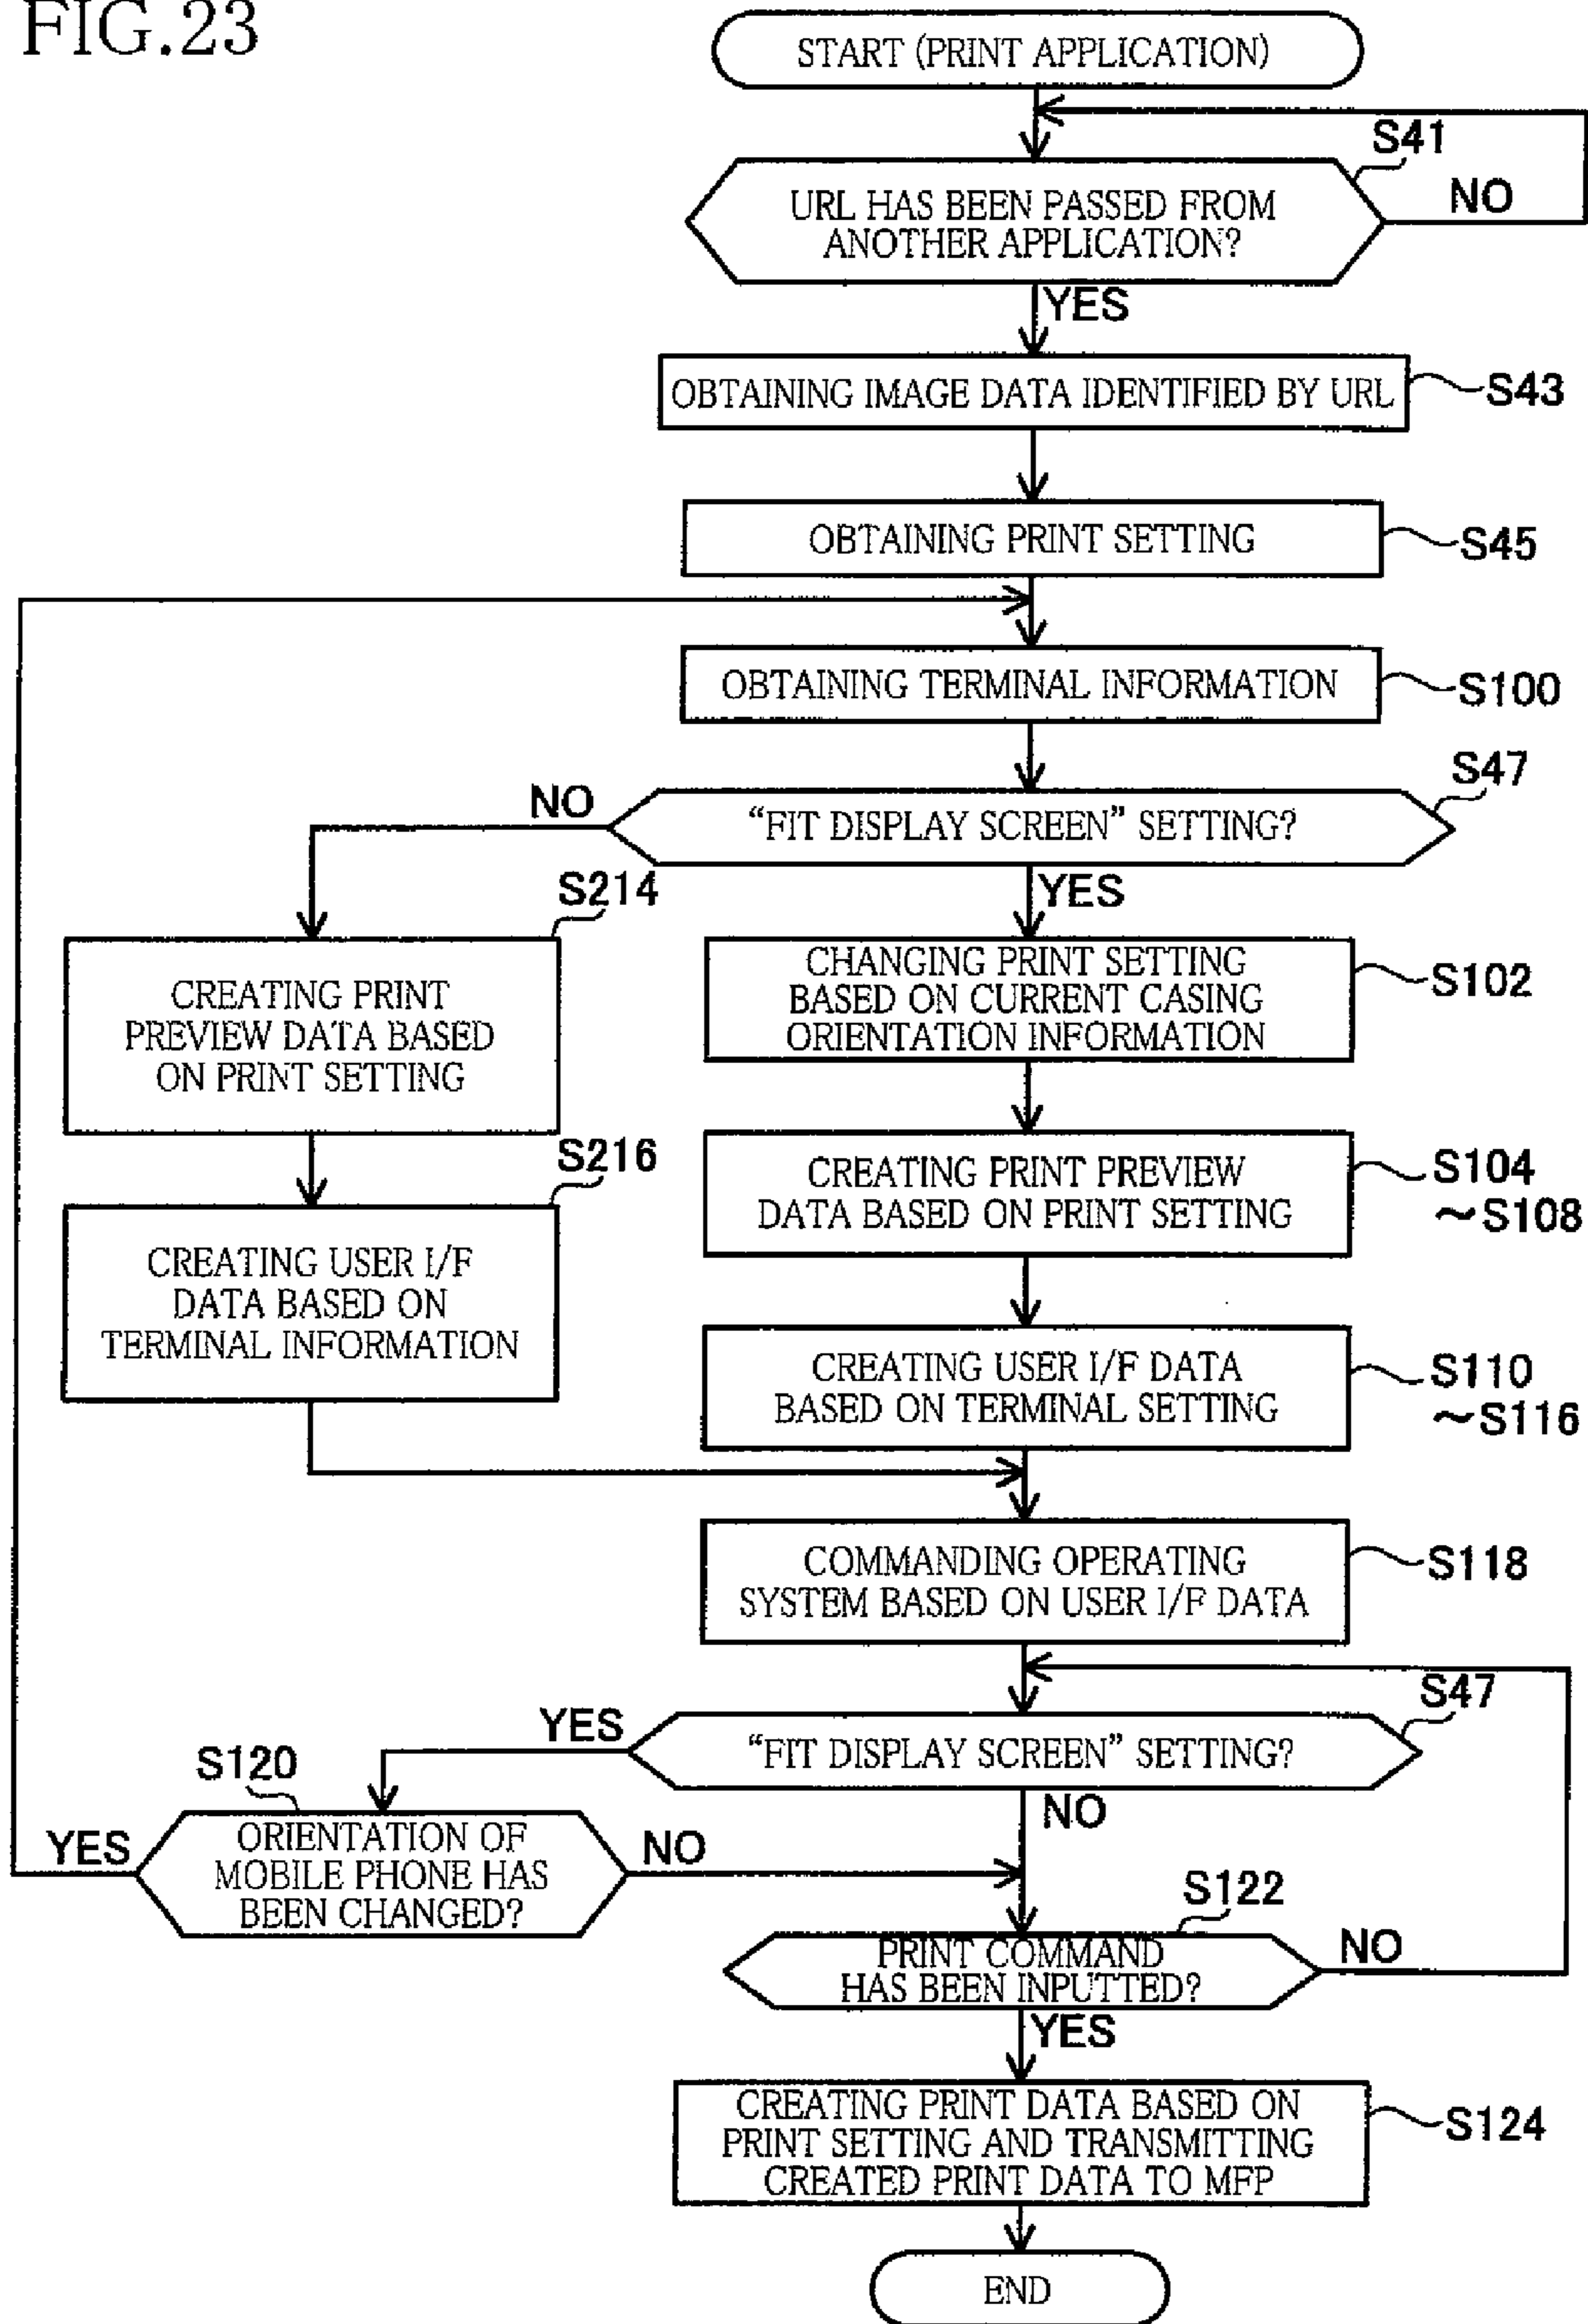 FIG.23
START (PRINT APPLICATION)
S41
URL HAS BEEN PASSED FROM
ANOTHER APPLICATION?
NO
YES
OBTAINING IMAGE DATA IDENTIFIED BY URL
S43
OBTAINING PRINT SETTING
S45
OBTAINING TERMINAL INFORMATION
S100
S47
NO
“FIT DISPLAY SCREEN” SETTING?
YES
S214
CREATING PRINT
PREVIEW DATA BASED
ON PRINT SETTING
CHANGING PRINT SETTING
BASED ON CURRENT CASING
ORIENTATION INFORMATION
S102
S216
CREATING USER I/F
DATA BASED ON
TERMINAL INFORMATION
CREATING PRINT PREVIEW
DATA BASED ON PRINT SETTING
S104
~S108
CREATING USER I/F DATA
BASED ON TERMINAL SETTING
S110
~S116
COMMANDING OPERATING
SYSTEM BASED ON USER I/F DATA
S118
S47
YES
“FIT DISPLAY SCREEN” SETTING?
NO
S120
YES
ORIENTATION OF
MOBILE PHONE HAS
BEEN CHANGED?
NO
S122
PRINT COMMAND
HAS BEEN INPUTTED?
NO
YES
CREATING PRINT DATA BASED ON
PRINT SETTING AND TRANSMITTING
CREATED PRINT DATA TO MFP
S124
END